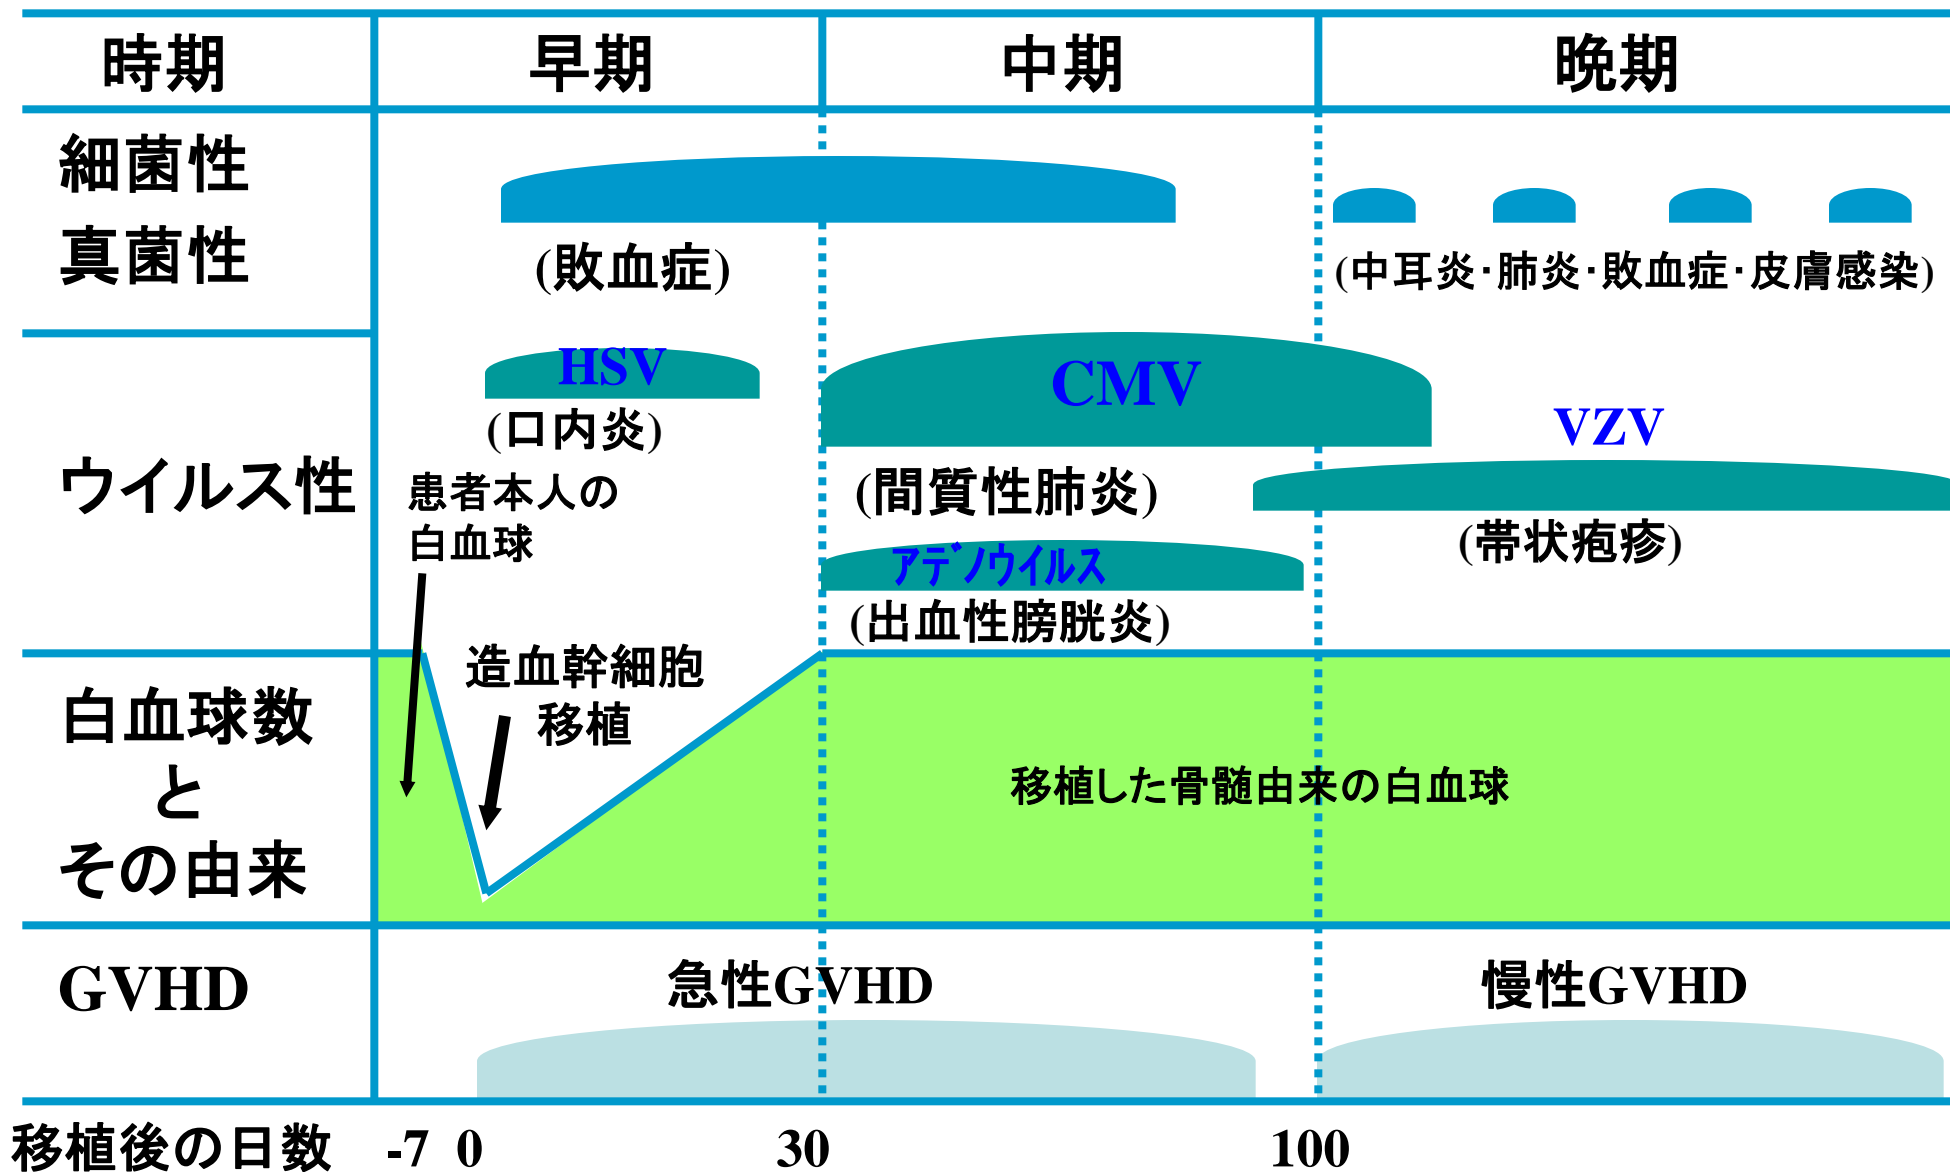 時期 早期 中期 晩期
細菌性
真菌性
(敗血症)
(中耳炎・肺炎・敗血症・皮膚感染)
ウイルス性
HSV
(口内炎)
CMV
(間質性肺炎)
VZV
(帯状疱疹)
アデノウイルス
(出血性膀胱炎)
患者本人の
白血球
造血幹細胞
移植
白血球数
と
その由来
移植した骨髄由来の白血球
GVHD
急性GVHD
慢性GVHD
移植後の日数 -7 0 30 100